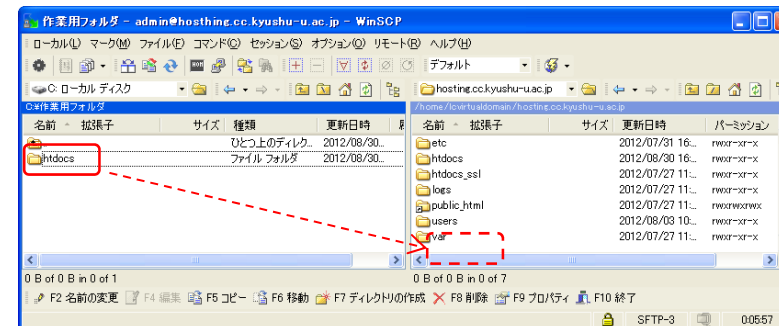 作業用フォルダ - admin@hosthing.cc.kyushu-u.ac.jp - WinSCP
ローカル(L) マーク(M) ファイル(F) コマンド(C) セッション(S) オプション(O) リモート(R) ヘルプ(H)
デフォルト
C: ローカル ディスク hosting.cc.kyushu-u.ac.jp
C:¥作業用フォルダ /home/lcvirtualdomain/hosting.cc.kyushu-u.ac.jp
名前 拡張子 サイズ 種類 更新日時 名前 拡張子 サイズ 更新日時 パーミッション
.. ひとつ上のディレク... 2012/08/30... etc 2012/07/31 16:... rwxr-xr-x
htdocs ファイル フォルダ 2012/08/30... htdocs 2012/08/30 16:... rwxr-xr-x
htdocs_ssl 2012/07/27 11:... rwxr-xr-x
logs 2012/07/27 11:... rwxr-xr-x
public_html 2012/07/27 11:... rwxrwxrwx
users 2012/08/03 10:... rwxr-xr-x
var 2012/07/27 11:... rwxr-xr-x
0 B of 0 B in 0 of 1 0 B of 0 B in 0 of 7
F2 名前の変更 F4 編集 F5 コピー F6 移動 F7 ディレクトリの作成 F8 削除 F9 プロパティ F10 終了
SFTP-3 0:05:57